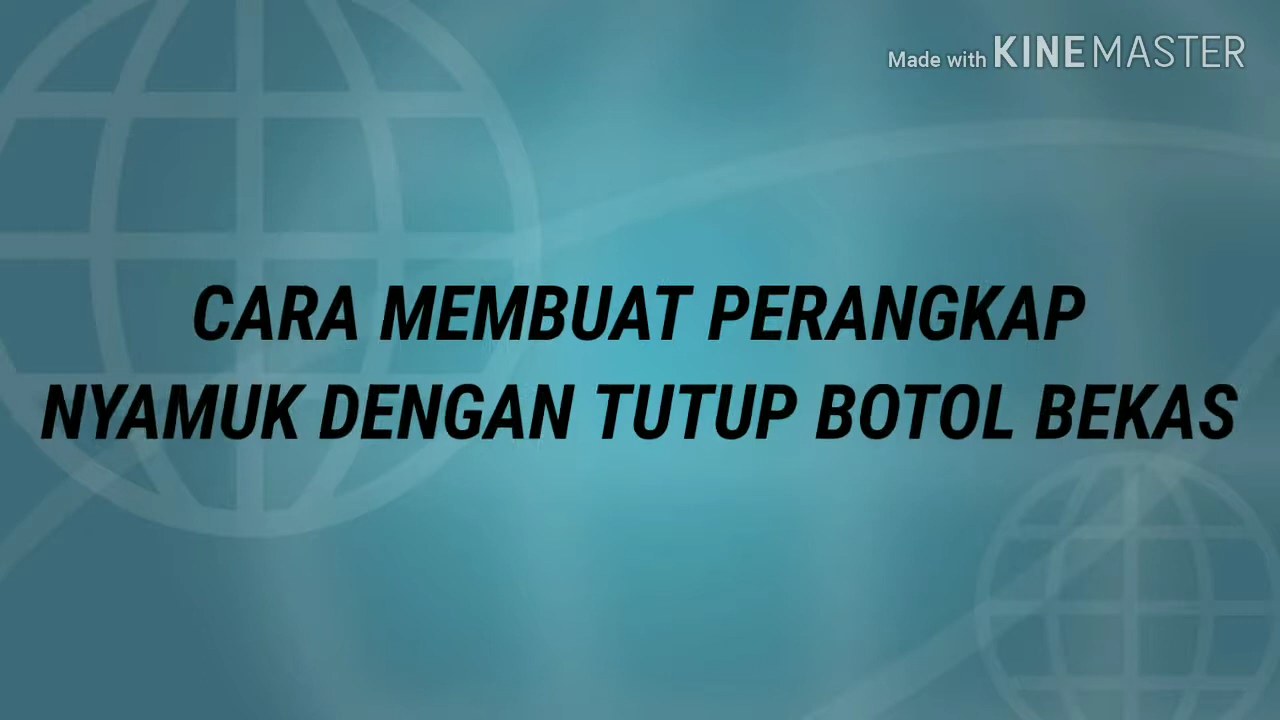 Made with KINEMASTER
CARA MEMBUAT PERANGKAP
NYAMUK DENGAN TUTUP BOTOL BEKAS